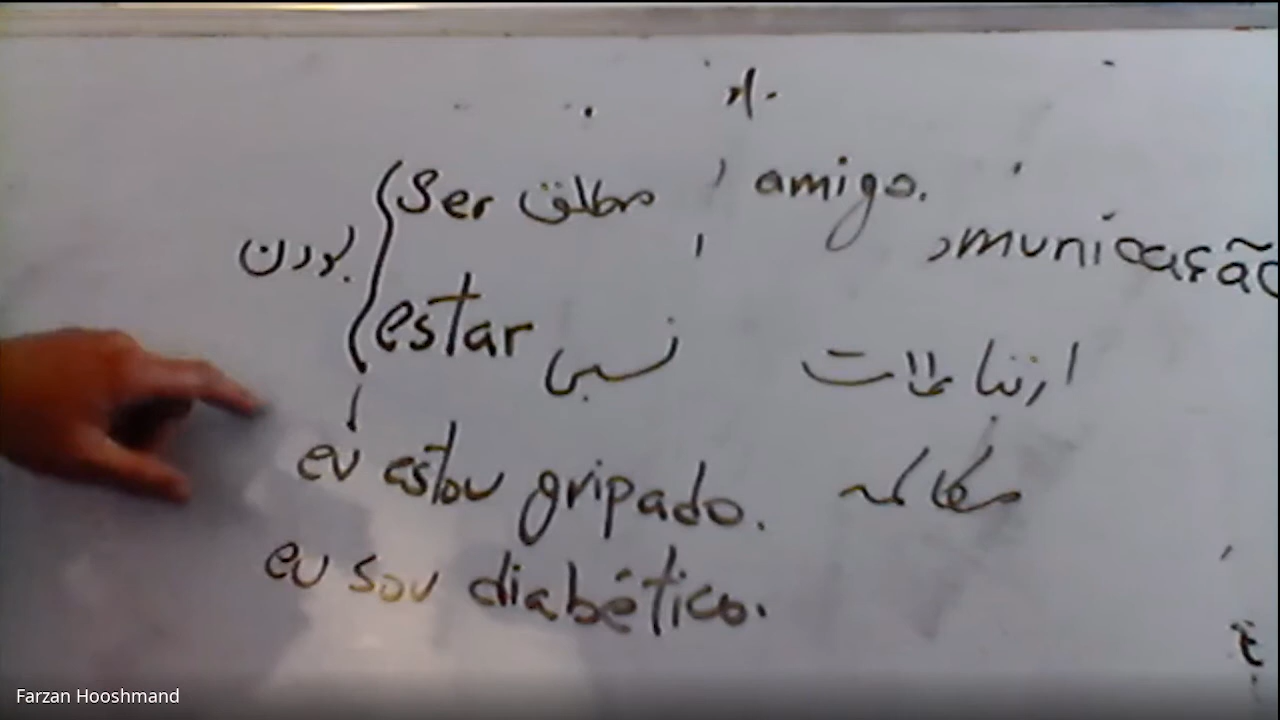 Ser مطلق amigo.
بودن
municação
estar نسبی ارتباطات
eu estou gripado. مکالمه
eu sou diabético.
Farzan Hooshmand